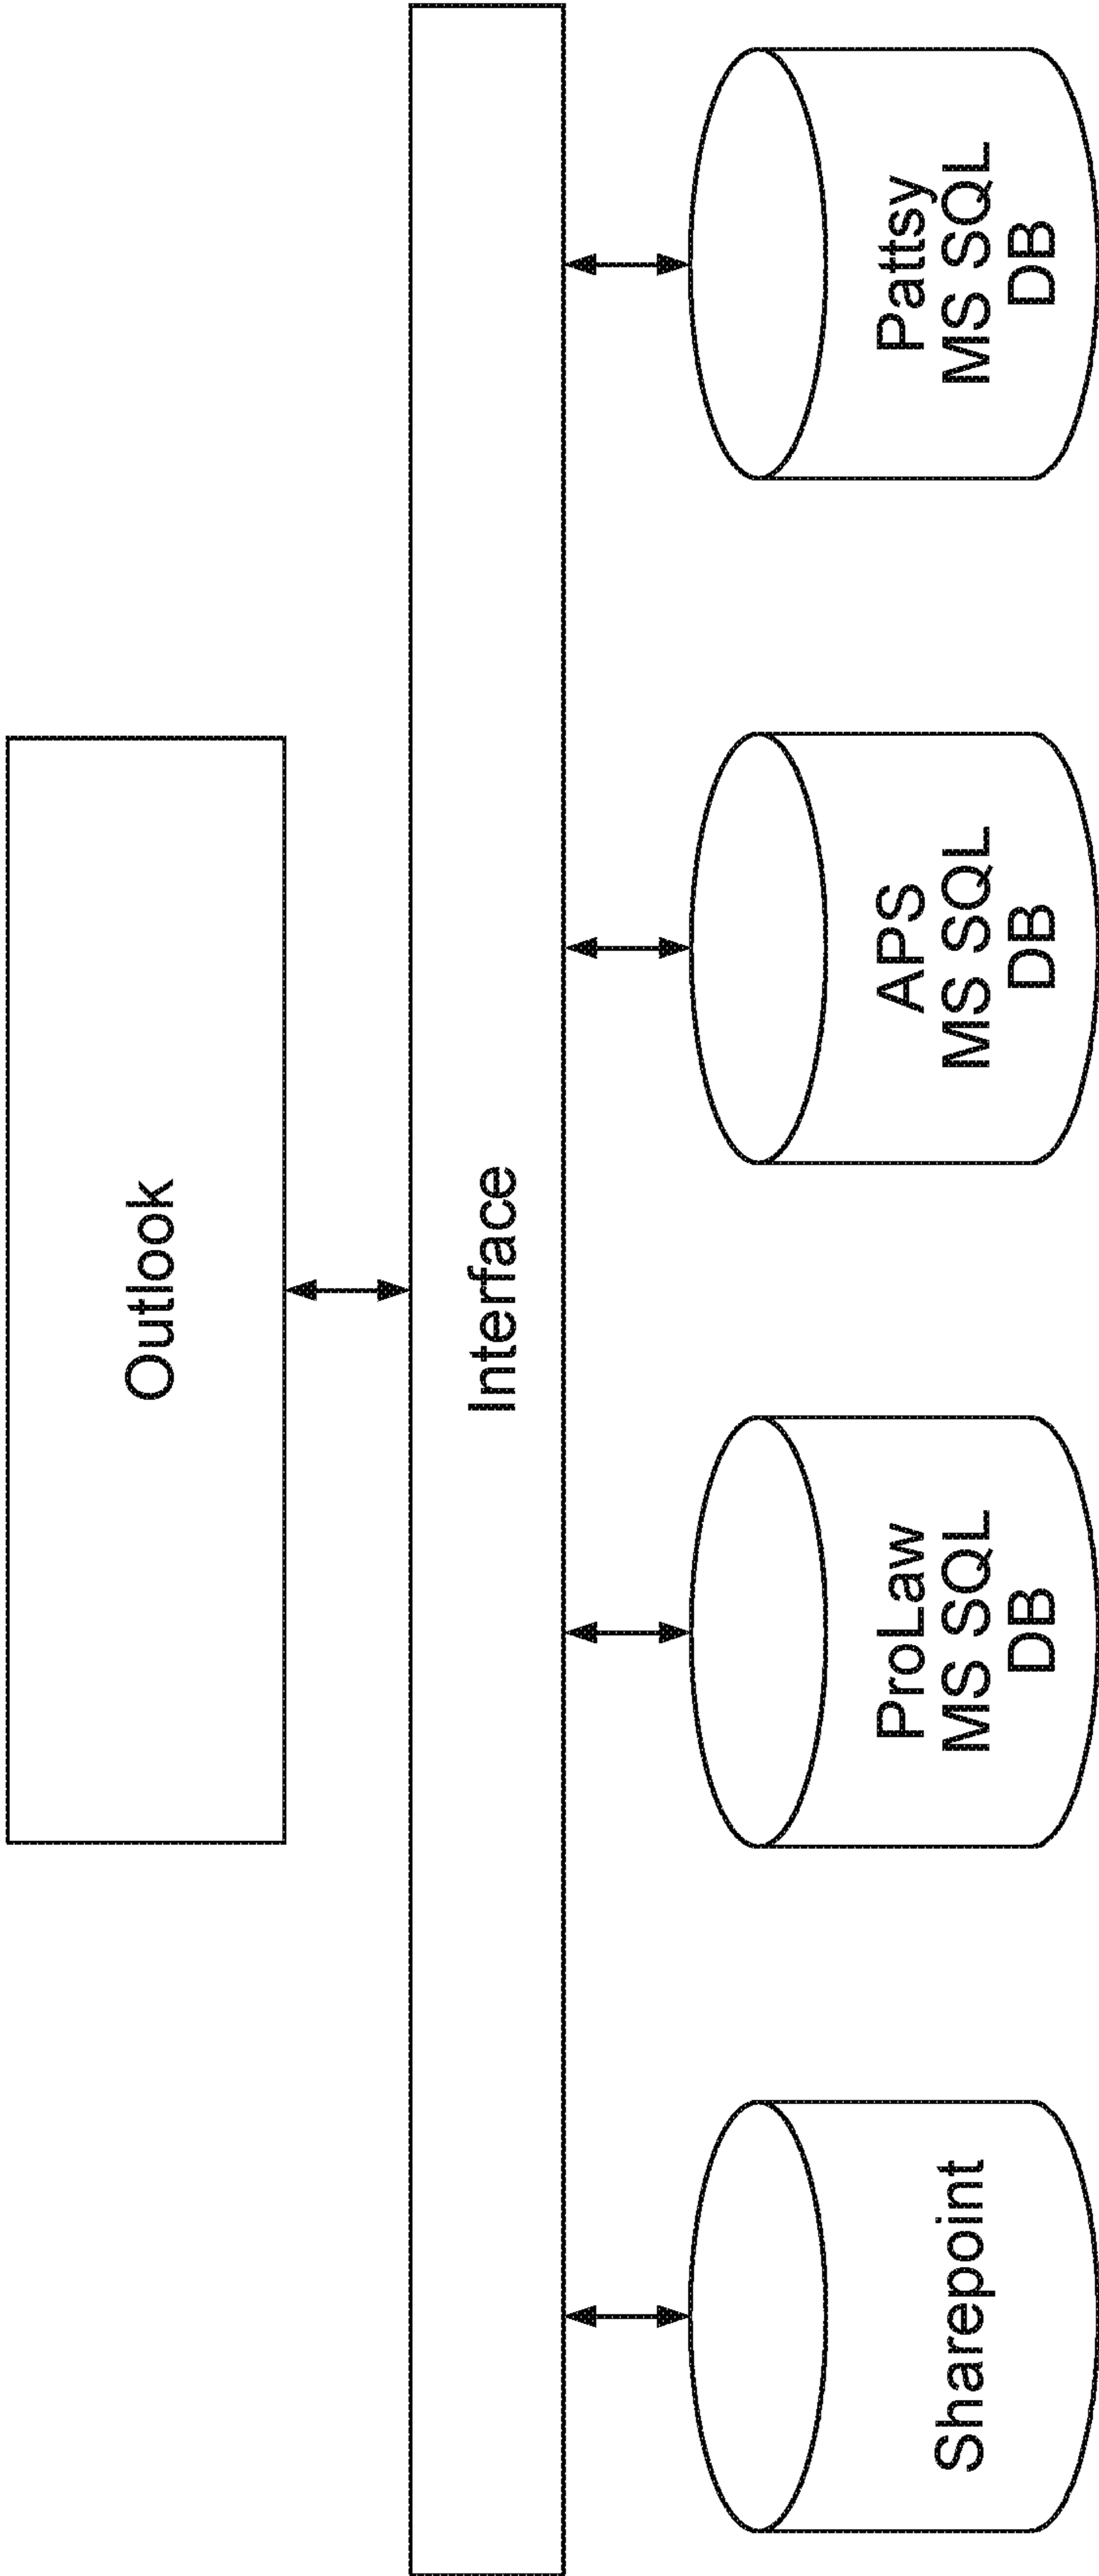 Outlook
Interface
Sharepoint
ProLaw
MS SQL
DB
APS
MS SQL
DB
Pattsy
MS SQL
DB